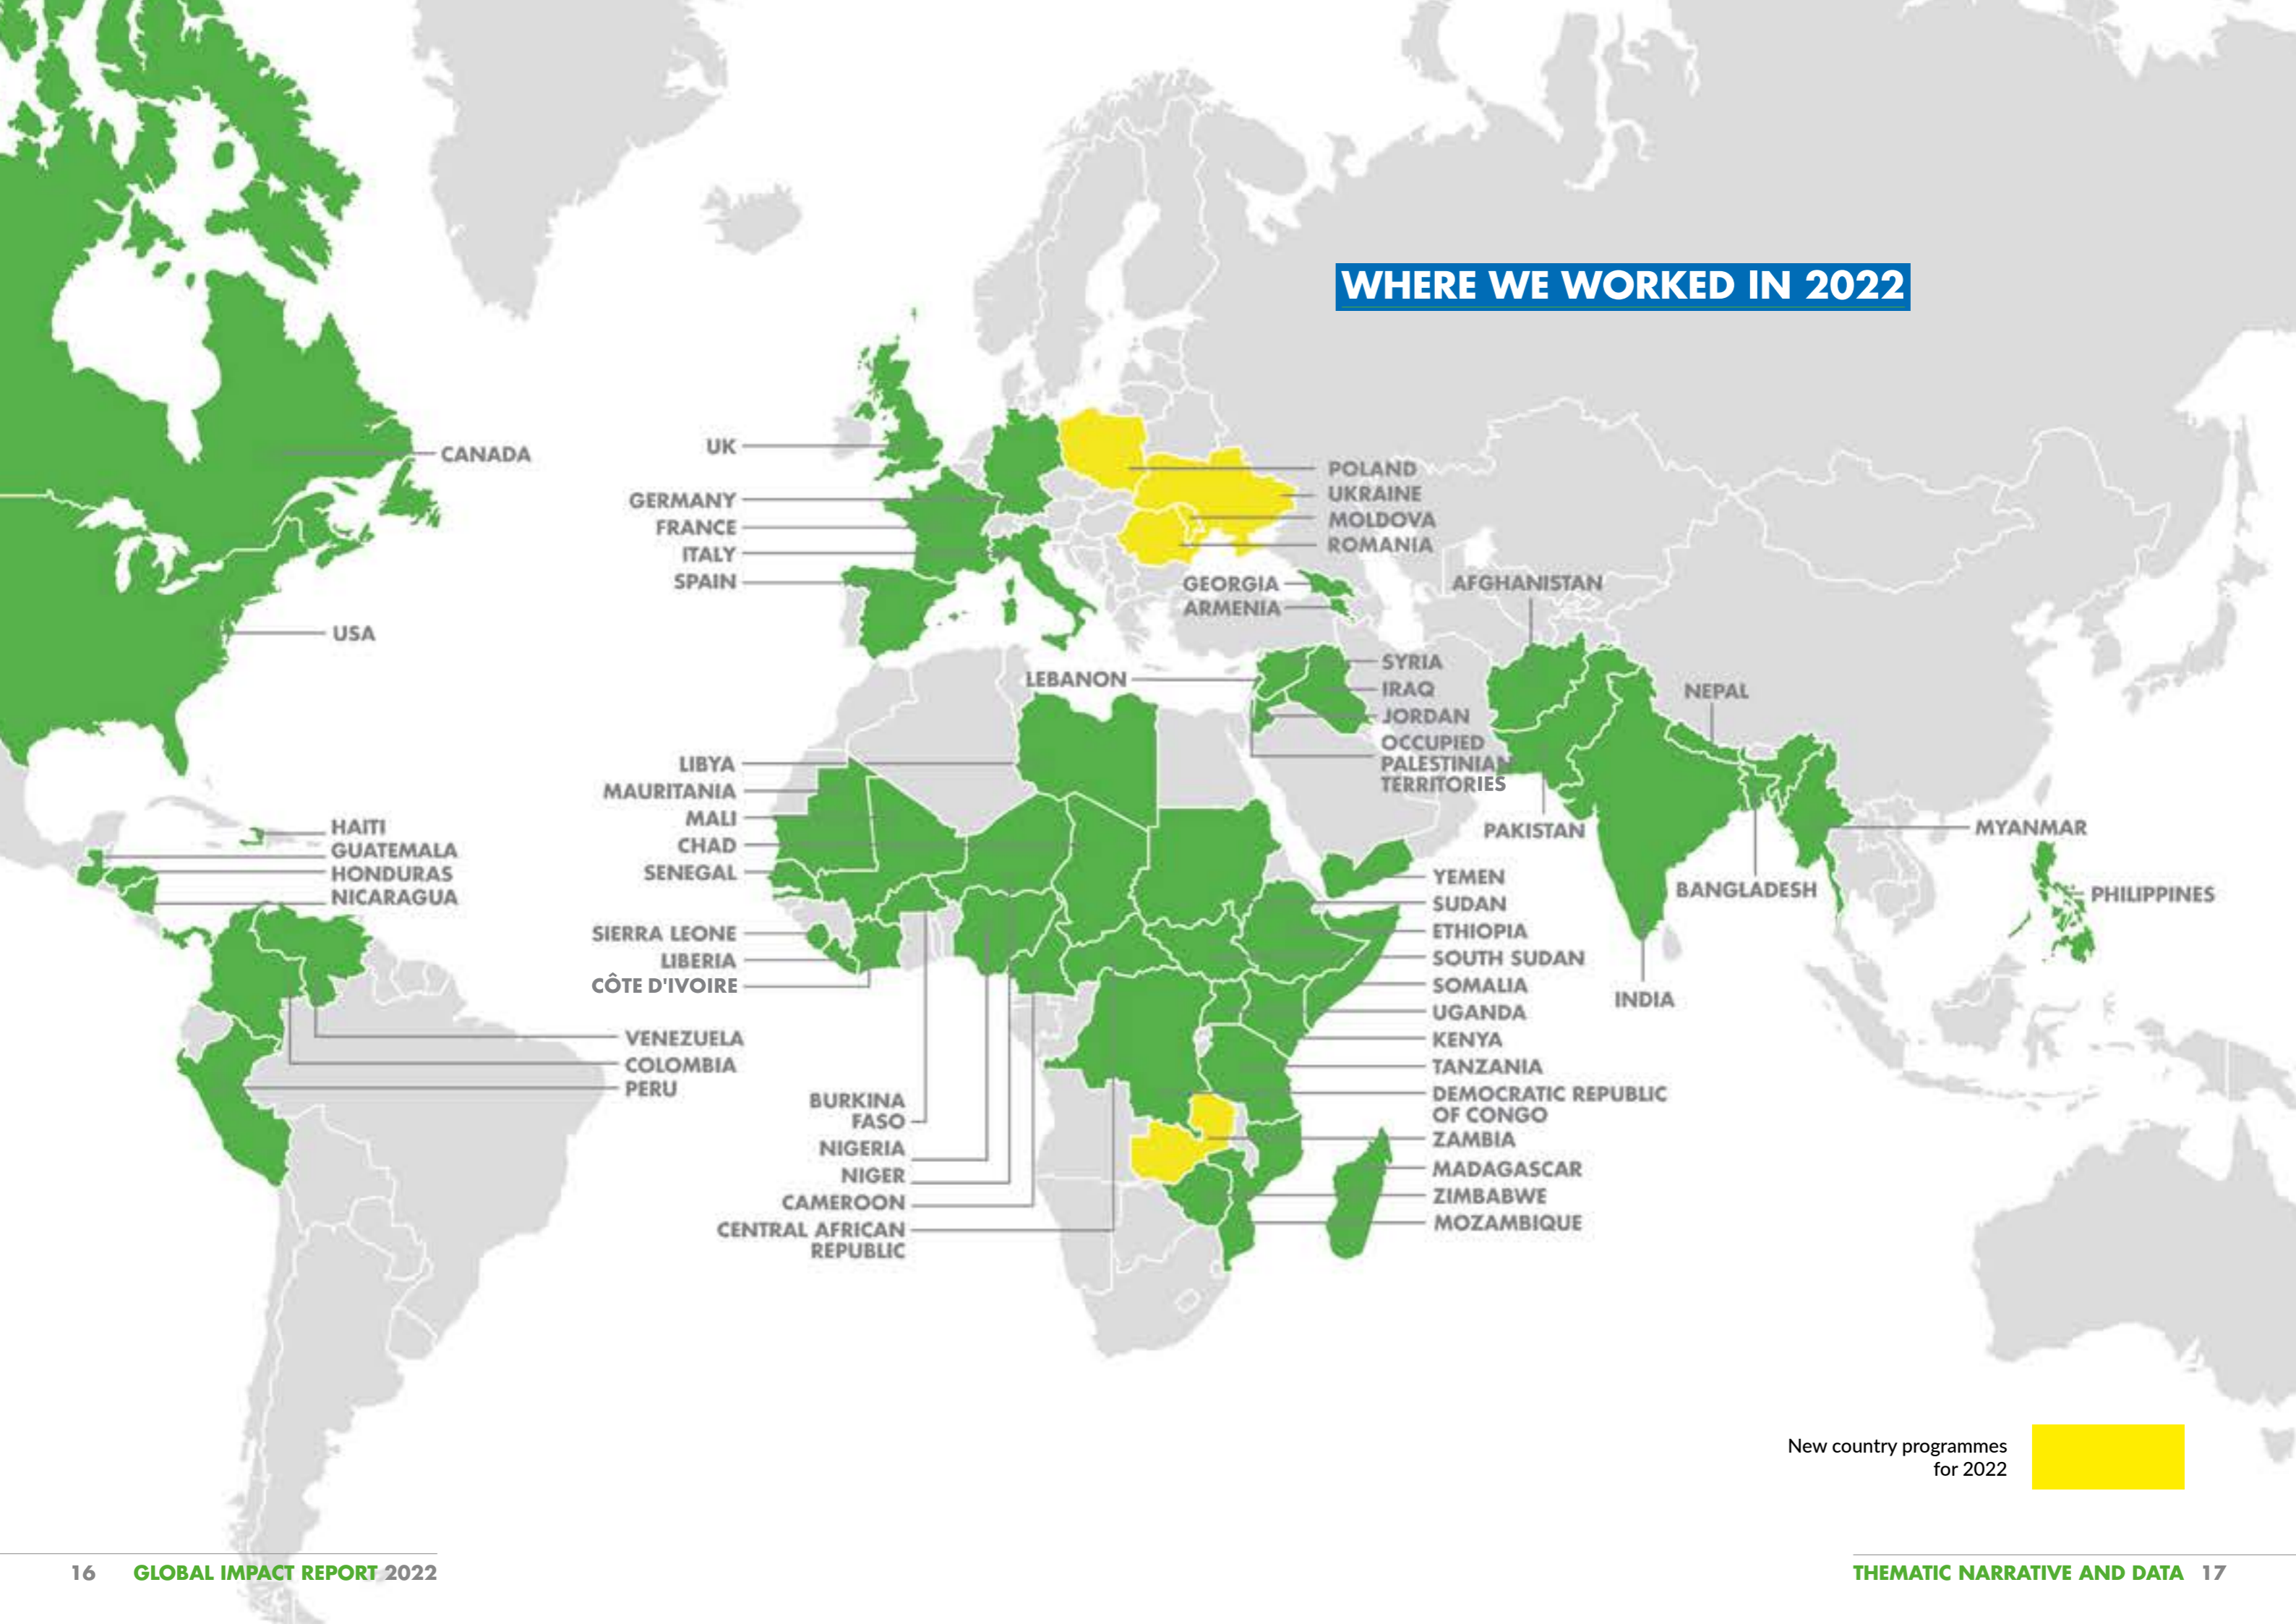 WHERE WE WORKED IN 2022
CANADA
USA
HAITI
GUATEMALA
HONDURAS
NICARAGUA
VENEZUELA
COLOMBIA
PERU
UK
GERMANY
FRANCE
ITALY
SPAIN
POLAND
UKRAINE
MOLDOVA
ROMANIA
GEORGIA
ARMENIA
AFGHANISTAN
LEBANON
SYRIA
IRAQ
JORDAN
OCCUPIED
PALESTINIAN
TERRITORIES
NEPAL
PAKISTAN
BANGLADESH
INDIA
MYANMAR
PHILIPPINES
LIBYA
MAURITANIA
MALI
CHAD
SENEGAL
SIERRA LEONE
LIBERIA
CÔTE D'IVOIRE
BURKINA
FASO
NIGERIA
NIGER
CAMEROON
CENTRAL AFRICAN
REPUBLIC
YEMEN
SUDAN
ETHIOPIA
SOUTH SUDAN
SOMALIA
UGANDA
KENYA
TANZANIA
DEMOCRATIC REPUBLIC
OF CONGO
ZAMBIA
MADAGASCAR
ZIMBABWE
MOZAMBIQUE
New country programmes
for 2022
16 GLOBAL IMPACT REPORT 2022
THEMATIC NARRATIVE AND DATA 17